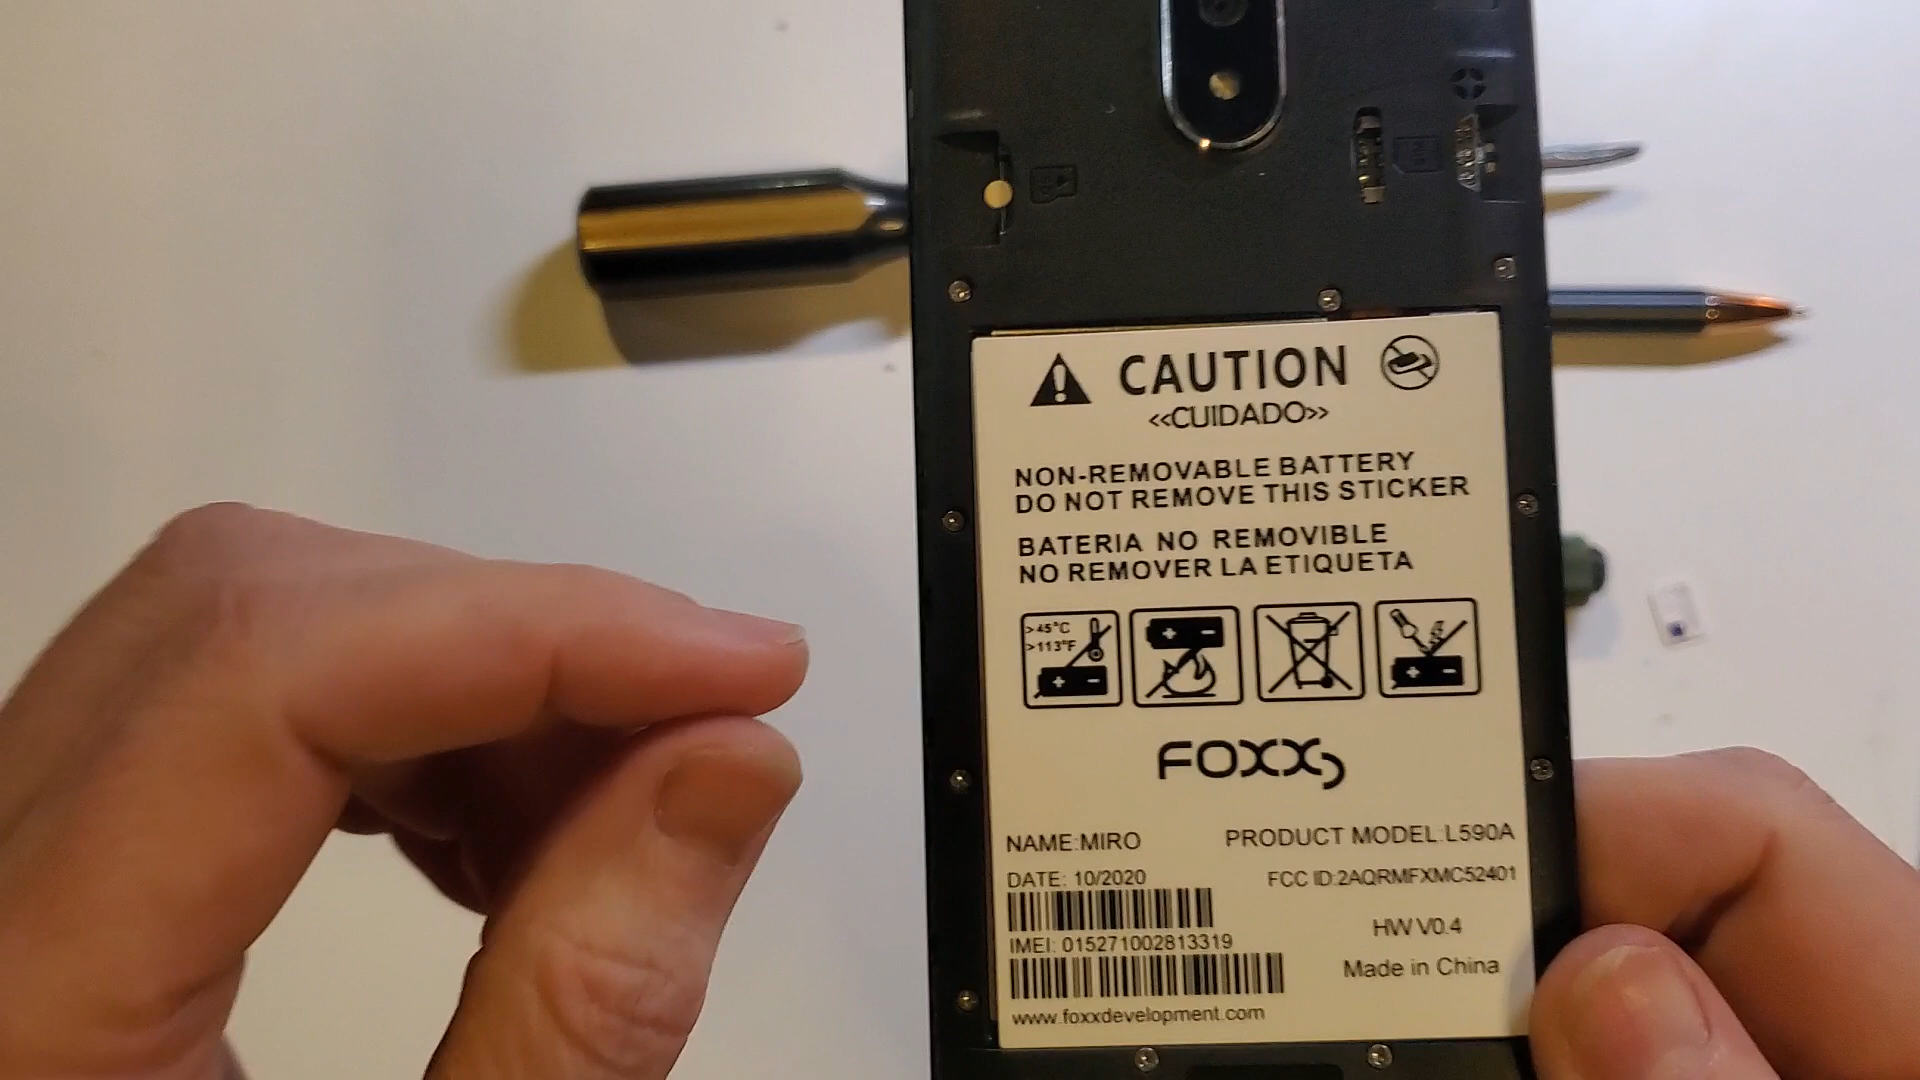 CAUTION
<<CUIDADO>>
NON-REMOVABLE BATTERY
DO NOT REMOVE THIS STICKER
BATERIA NO REMOVIBLE
NO REMOVER LA ETIQUETA
>45°C
>113°F
FOXX
NAME:MIRO PRODUCT MODEL:L590A
DATE: 10/2020 FCC ID:2AQRMFXMC52401
HW V0.4
IMEI: 015271002813319
Made in China
www.foxxdevelopment.com